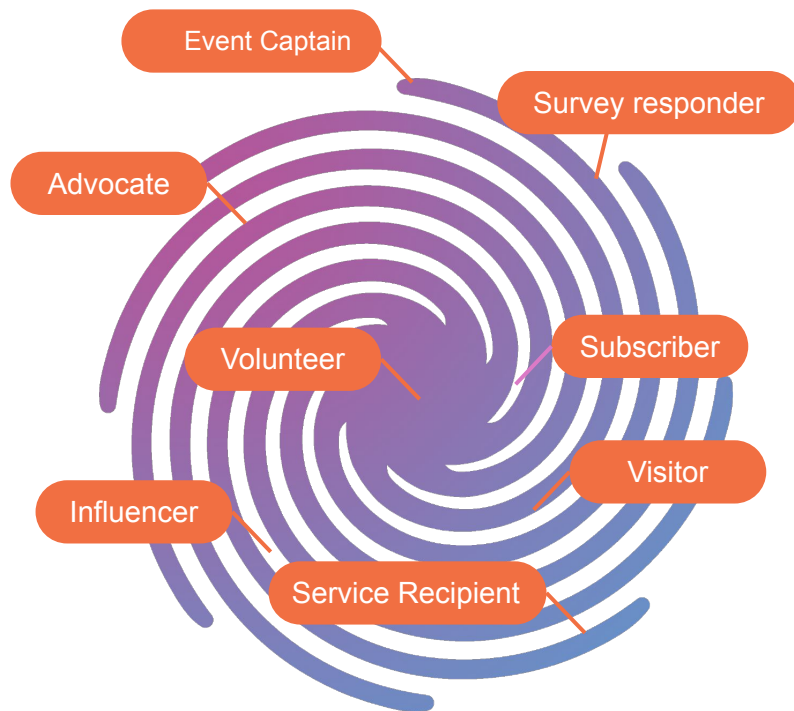 Event Captain
Survey responder
Advocate
Volunteer
Subscriber
Visitor
Influencer
Service Recipient